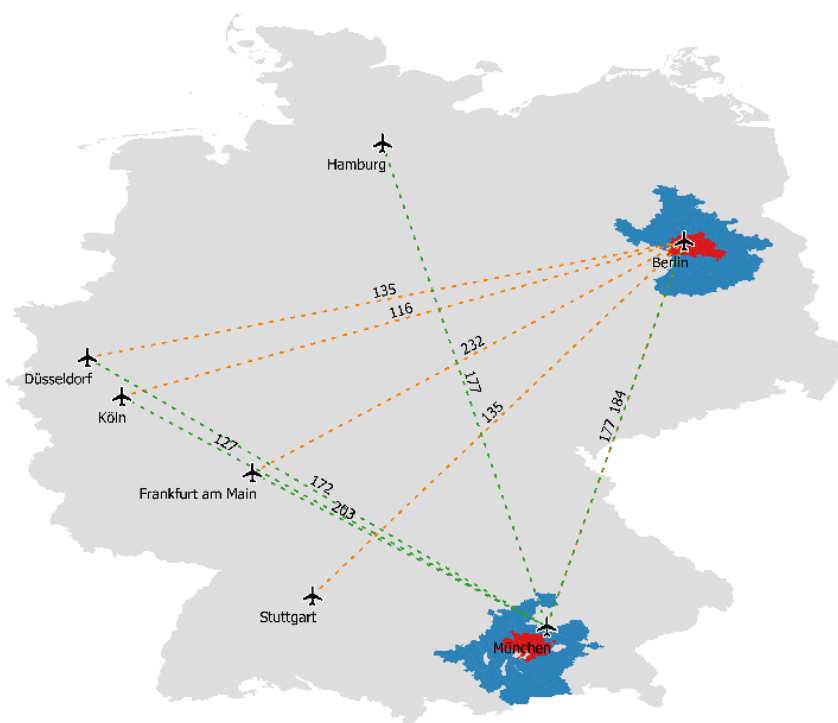 Hamburg
Berlin
135
116
232
177
Düsseldorf
Köln
135
177 184
127
172
Frankfurt am Main
203
Stuttgart
München